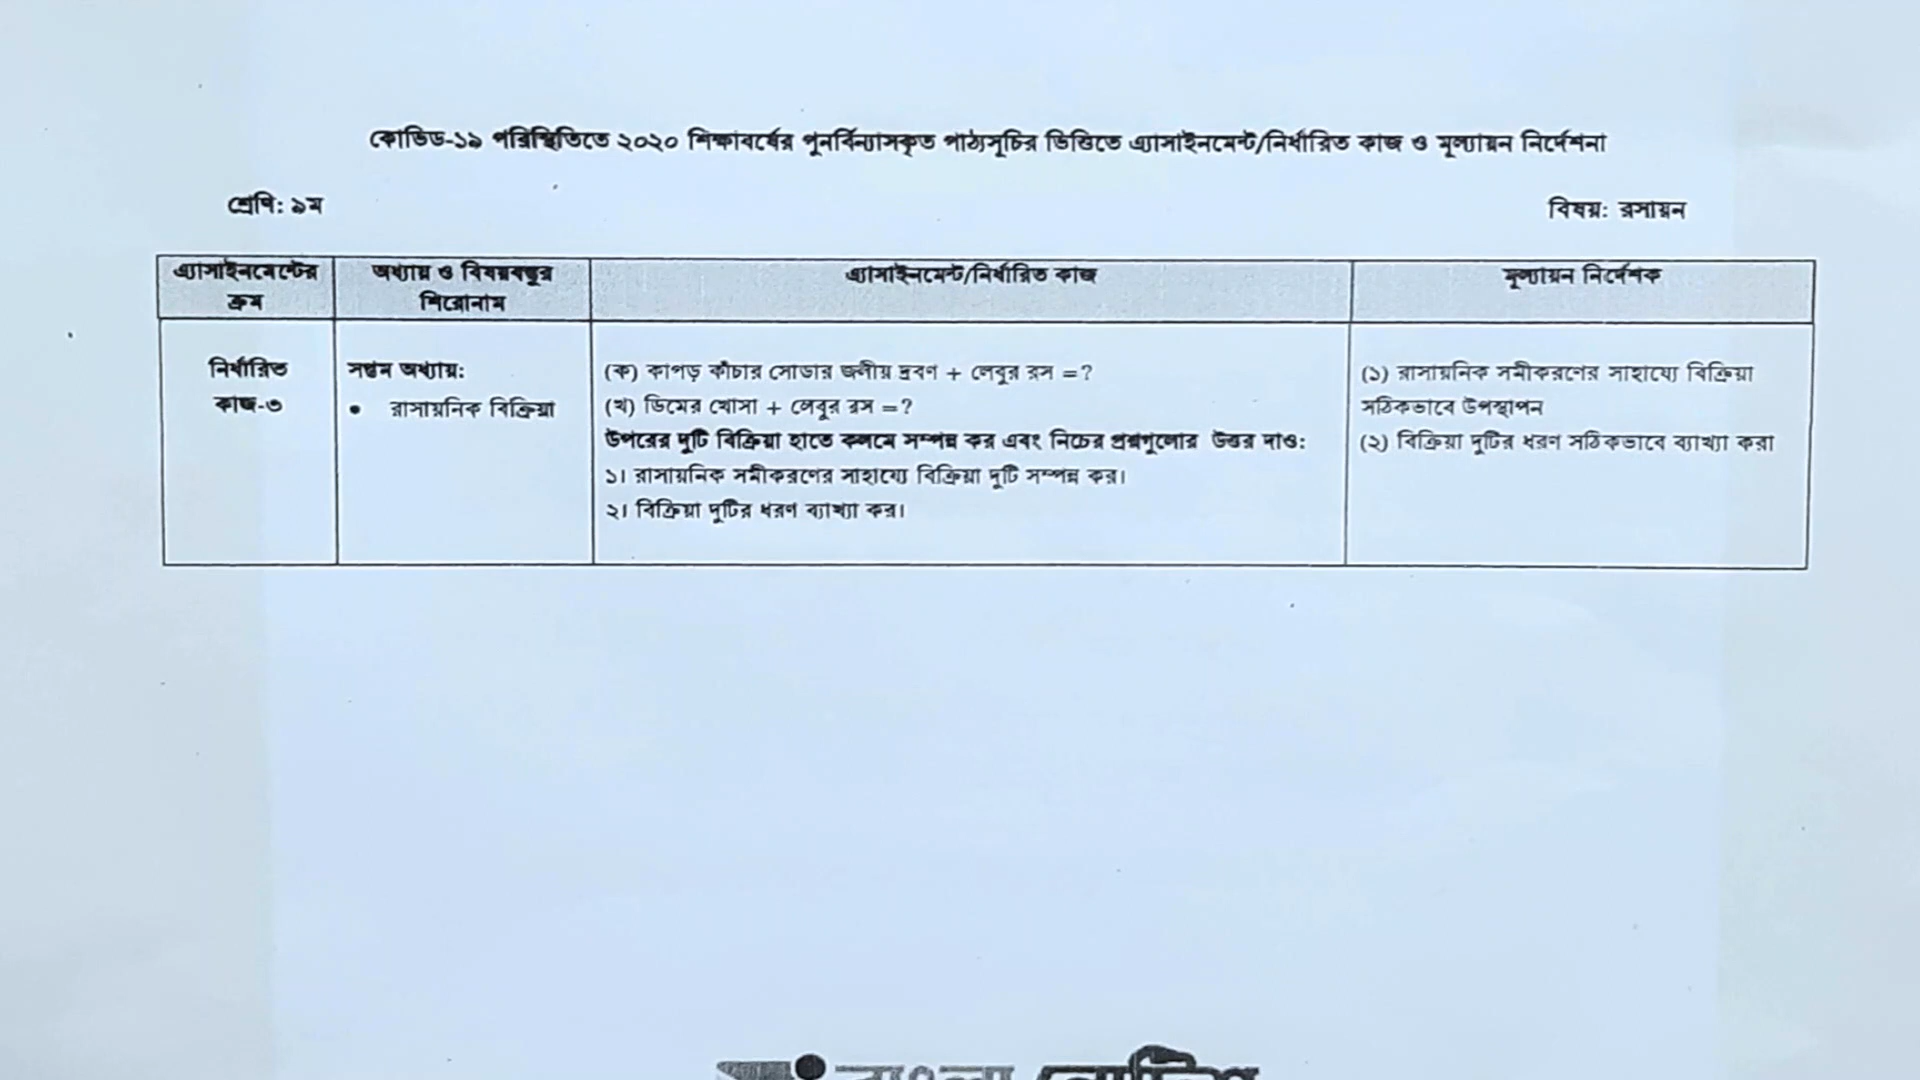 কোভিড-১৯ পরিস্থিতিতে ২০২০ শিক্ষাবর্ষের পুনর্বিন্যাসকৃত পাঠ্যসূচির ভিত্তিতে এ্যাসাইনমেন্ট/নির্ধারিত কাজ ও মূল্যায়ন নির্দেশনা
শ্রেণি: ৯ম
বিষয়: রসায়ন
এ্যাসাইনমেন্টের
ক্রম
অধ্যায় ও বিষয়বস্তুর
শিরোনাম
এ্যাসাইনমেন্ট/নির্ধারিত কাজ
মূল্যায়ন নির্দেশক
নির্ধারিত
কাজ-৩
সপ্তম অধ্যায়:
• রাসায়নিক বিক্রিয়া
(ক) কাপড় কাঁচার সোডার জলীয় দ্রবণ + লেবুর রস =?
(খ) ডিমের খোসা + লেবুর রস =?
উপরের দুটি বিক্রিয়া হাতে কলমে সম্পন্ন কর এবং নিচের প্রশ্নগুলোর উত্তর দাও:
১। রাসায়নিক সমীকরণের সাহায্যে বিক্রিয়া দুটি সম্পন্ন কর।
২। বিক্রিয়া দুটির ধরণ ব্যাখ্যা কর।
(১) রাসায়নিক সমীকরণের সাহায্যে বিক্রিয়া
সঠিকভাবে উপস্থাপন
(২) বিক্রিয়া দুটির ধরণ সঠিকভাবে ব্যাখ্যা করা